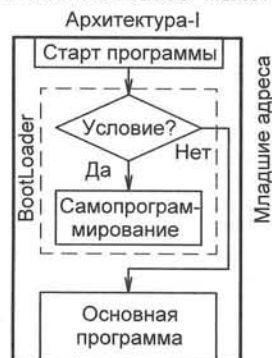 Архитектура-I
Старт программы
BootLoader
Условие?
Да
Нет
Самопрограм-
мирование
Младшие адреса
Основная
программа